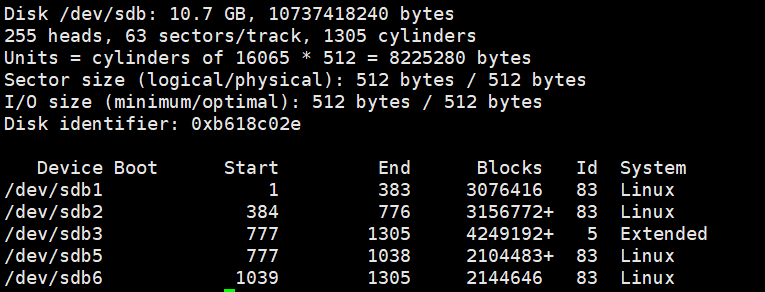 Disk /dev/sdb: 10.7 GB, 10737418240 bytes
255 heads, 63 sectors/track, 1305 cylinders
Units = cylinders of 16065 * 512 = 8225280 bytes
Sector size (logical/physical): 512 bytes / 512 bytes
I/O size (minimum/optimal): 512 bytes / 512 bytes
Disk identifier: 0xb618c02e

   Device Boot      Start         End      Blocks   Id  System
/dev/sdb1               1         383     3076416   83  Linux
/dev/sdb2             384         776     3156772+  83  Linux
/dev/sdb3             777        1305     4249192+   5  Extended
/dev/sdb5             777        1038     2104483+  83  Linux
/dev/sdb6            1039        1305     2144646   83  Linux